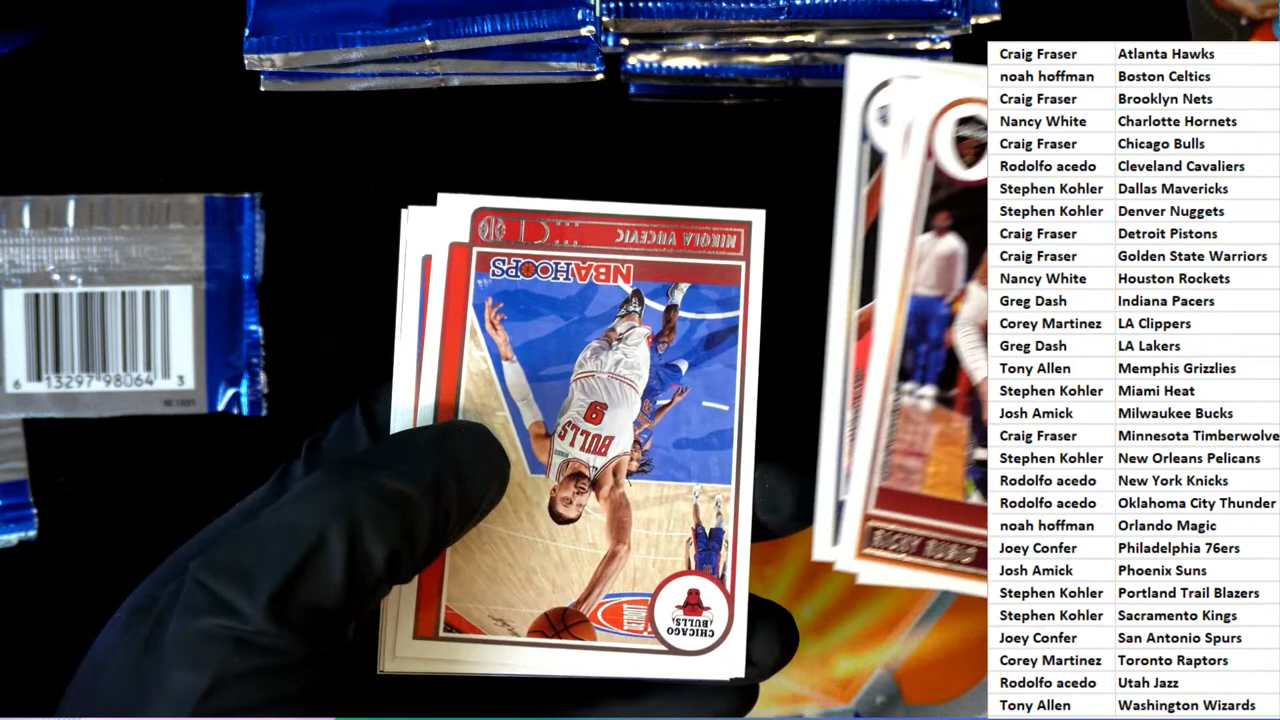 Craig Fraser Atlanta Hawks
noah hoffman Boston Celtics
Craig Fraser Brooklyn Nets
Nancy White Charlotte Hornets
Craig Fraser Chicago Bulls
Rodolfo acedo Cleveland Cavaliers
Stephen Kohler Dallas Mavericks
Stephen Kohler Denver Nuggets
Craig Fraser Detroit Pistons
Craig Fraser Golden State Warriors
Nancy White Houston Rockets
Greg Dash Indiana Pacers
Corey Martinez LA Clippers
Greg Dash LA Lakers
Tony Allen Memphis Grizzlies
Stephen Kohler Miami Heat
Josh Amick Milwaukee Bucks
Craig Fraser Minnesota Timberwolve
Stephen Kohler New Orleans Pelicans
Rodolfo acedo New York Knicks
Rodolfo acedo Oklahoma City Thunder
noah hoffman Orlando Magic
Joey Confer Philadelphia 76ers
Josh Amick Phoenix Suns
Stephen Kohler Portland Trail Blazers
Stephen Kohler Sacramento Kings
Joey Confer San Antonio Spurs
Corey Martinez Toronto Raptors
Rodolfo acedo Utah Jazz
Tony Allen Washington Wizards
NIKOLA VUCEVIC
NBA HOOPS
BULLS
9
CHICAGO
BULLS
6 13297 98064 3